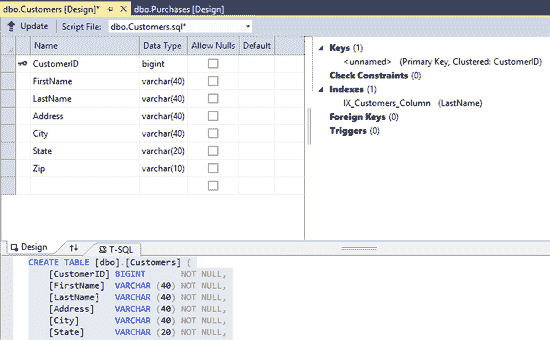 dbo.Customers [Design]* dbo.Purchases [Design]
Update Script File: dbo.Customers.sql*
Name Data Type Allow Nulls Default
CustomerID bigint
FirstName varchar(40)
LastName varchar(40)
Address varchar(40)
City varchar(40)
State varchar(20)
Zip varchar(10)
Keys (1)
<unnamed> (Primary Key, Clustered: CustomerID)
Check Constraints (0)
Indexes (1)
IX_Customers_Column (LastName)
Foreign Keys (0)
Triggers (0)
Design T-SQL
CREATE TABLE [dbo].[Customers] (
[CustomerID] BIGINT NOT NULL,
[FirstName] VARCHAR (40) NOT NULL,
[LastName] VARCHAR (40) NOT NULL,
[Address] VARCHAR (40) NOT NULL,
[City] VARCHAR (40) NOT NULL,
[State] VARCHAR (20) NOT NULL,